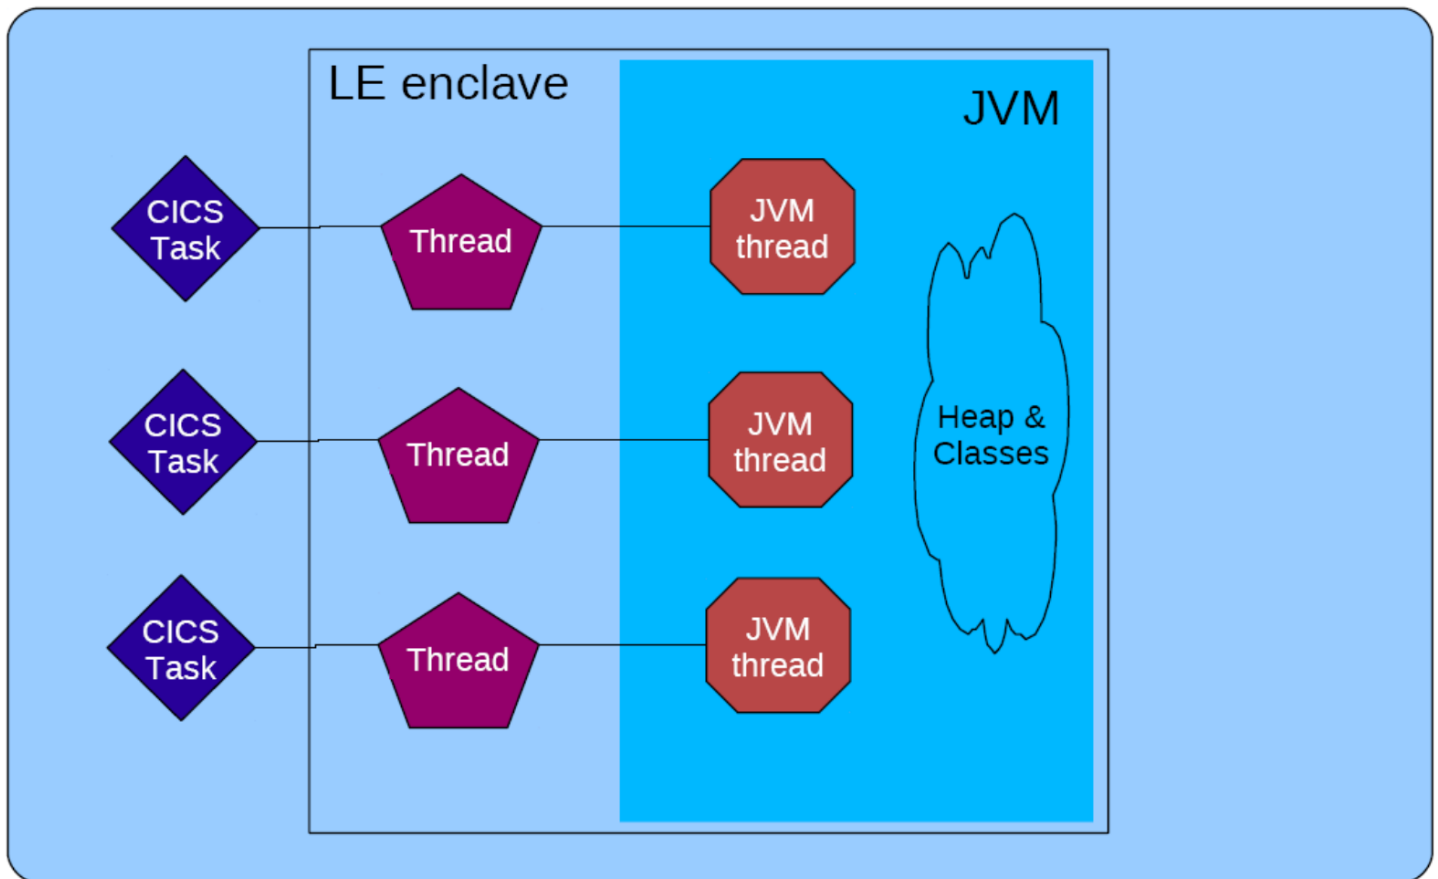 LE enclave
JVM
CICS
Task
Thread
JVM
thread
CICS
Task
Thread
JVM
thread
Heap &
Classes
CICS
Task
Thread
JVM
thread